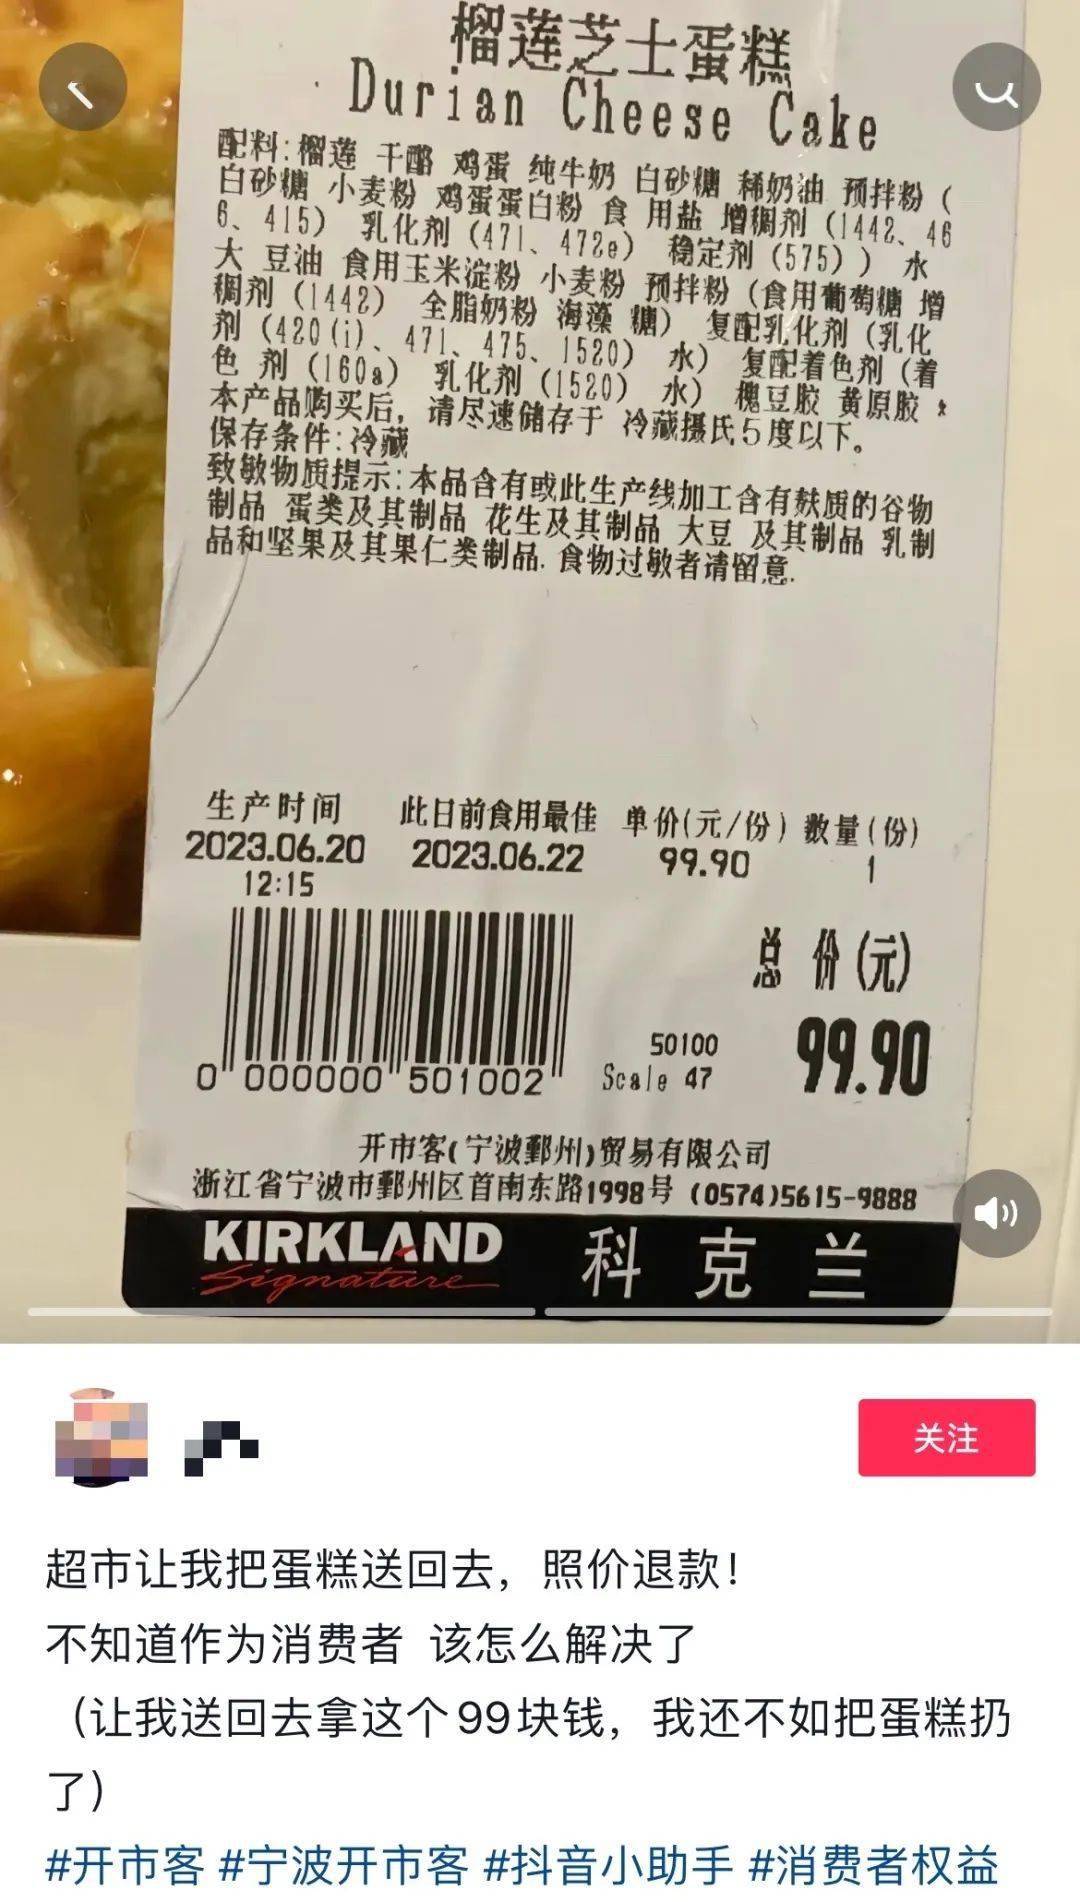 榴莲芝士蛋糕
Durian Cheese Cake
配料:榴莲 干酪 鸡蛋 纯牛奶 白砂糖 稀奶油 预拌粉(
白砂糖 小麦粉 鸡蛋蛋白粉 食 用盐 增稠剂(1442、46
6、415) 乳化剂(471、472e) 稳定剂(575)) 水
大 豆油 食用玉米淀粉 小麦粉 预拌粉(食用葡萄糖 增
稠剂(1442) 全脂奶粉 海藻 糖) 复配乳化剂(乳化
剂(420(i)、471、475、1520) 水) 复配着色剂(着
色 剂(160a) 乳化剂(1520) 水) 槐豆胶 黄原胶 *
本产品购买后,请尽速储存于 冷藏摄氏5度以下。
保存条件:冷藏
致敏物质提示:本品含有或此生产线加工含有麸质的谷物
制品 蛋类及其制品 花生及其制品 大豆 及其制品 乳制
品和坚果及其果仁类制品.食物过敏者请留意.
生产时间 此日前食用最佳 单价(元/份) 数量(份)
2023.06.20 2023.06.22 99.90 1
12:15
总 份(元)
50100
99.90
Scale 47
0 000000 501002
开市客(宁波鄞州)贸易有限公司
浙江省宁波市鄞州区首南东路1998号 (0574)5615-9888
KIRKLAND
Signature
科克兰
关注
超市让我把蛋糕送回去，照价退款！
不知道作为消费者 该怎么解决了
（让我送回去拿这个99块钱，我还不如把蛋糕扔
了）
#开市客 #宁波开市客 #抖音小助手 #消费者权益